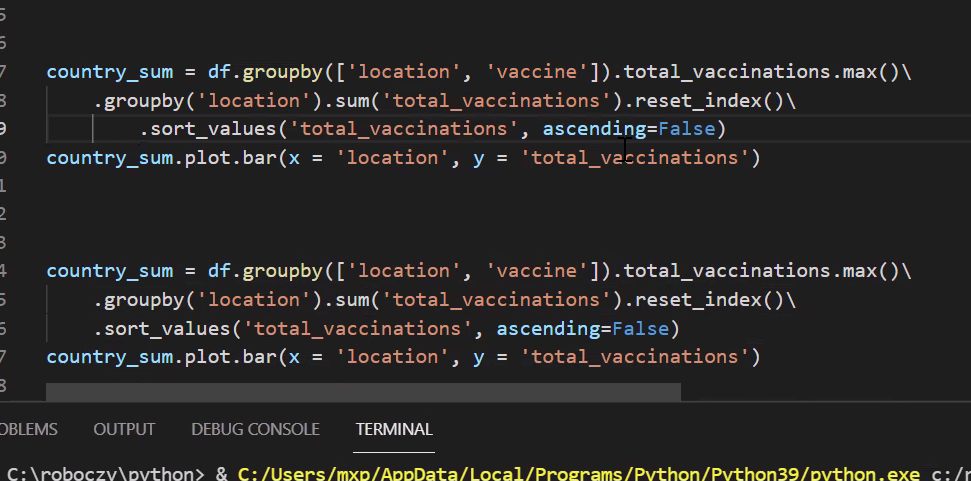 5
6
7 country_sum = df.groupby(['location', 'vaccine']).total_vaccinations.max()\
8 .groupby('location').sum('total_vaccinations').reset_index()\
9 .sort_values('total_vaccinations', ascending=False)
0 country_sum.plot.bar(x = 'location', y = 'total_vaccinations')
1
2
3
4 country_sum = df.groupby(['location', 'vaccine']).total_vaccinations.max()\
5 .groupby('location').sum('total_vaccinations').reset_index()\
6 .sort_values('total_vaccinations', ascending=False)
7 country_sum.plot.bar(x = 'location', y = 'total_vaccinations')
8
OBLEMS OUTPUT DEBUG CONSOLE TERMINAL
C:\roboczy\python> & C:/Users/mxp/AppData/Local/Programs/Python/Python39/python.exe c:/r